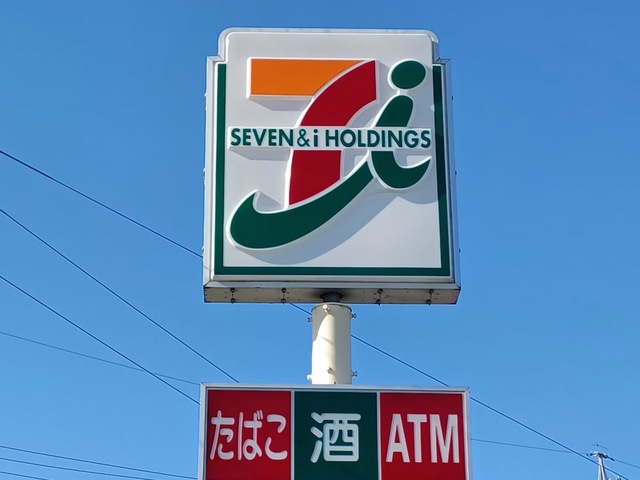 SEVEN & i HOLDINGS
たばこ 酒 ATM